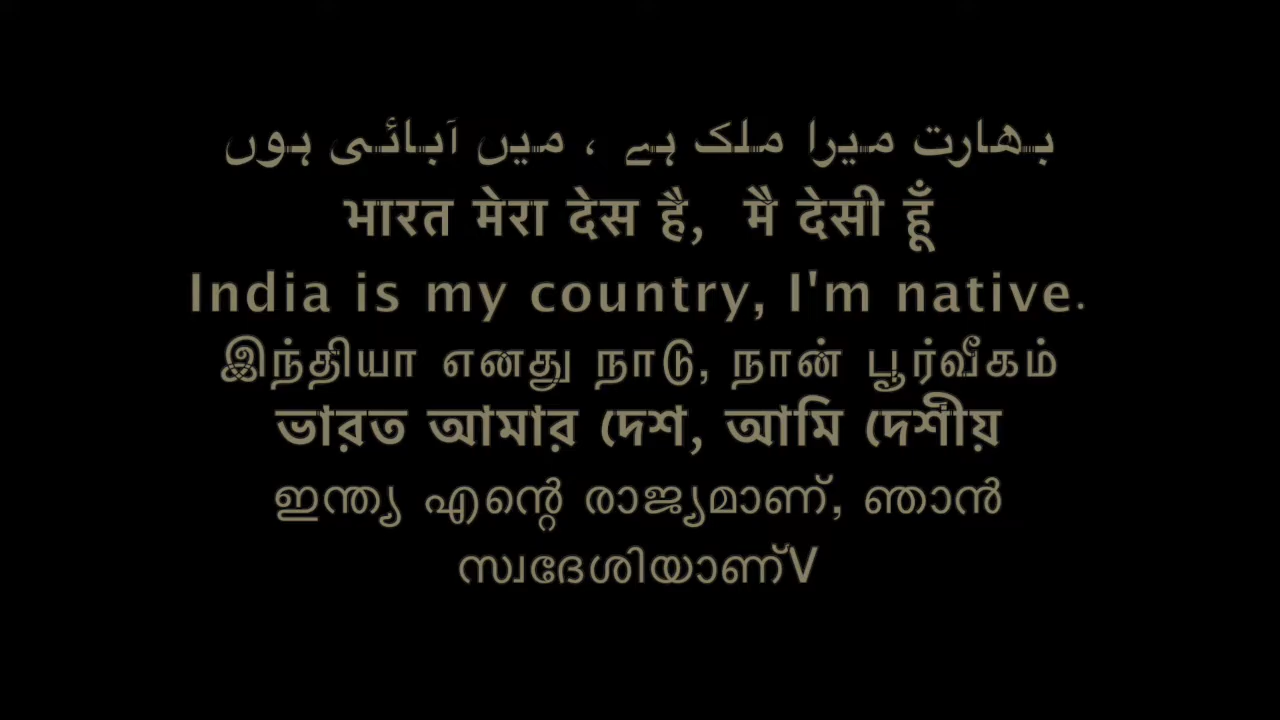 بھارت میرا ملک ہے ، میں آبائی ہوں
भारत मेरा देस है, मै देसी हूँ
India is my country, I'm native.
இந்தியா எனது நாடு, நான் பூர்வீகம்
ভারত আমার দেশ, আমি দেশীয়
ഇന്ത്യ എന്റെ രാജ്യമാണ്, ഞാൻ
സ്വദേശിയാണ്V